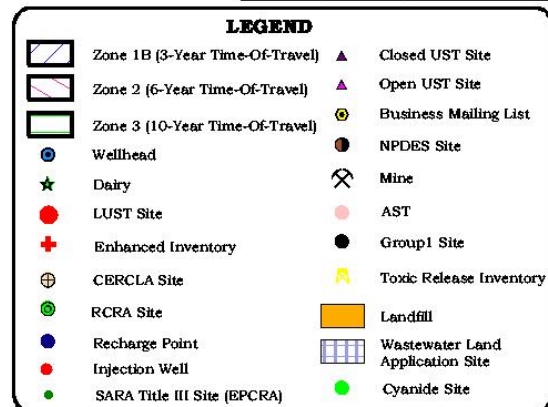 LEGEND
Zone 1B (3-Year Time-Of-Travel)
Zone 2 (6-Year Time-Of-Travel)
Zone 3 (10-Year Time-Of-Travel)
Wellhead
Dairy
LUST Site
Enhanced Inventory
CERCLA Site
RCRA Site
Recharge Point
Injection Well
SARA Title III Site (EPCRA)
Closed UST Site
Open UST Site
Business Mailing List
NPDES Site
Mine
AST
Group1 Site
Toxic Release Inventory
Landfill
Wastewater Land
Application Site
Cyanide Site